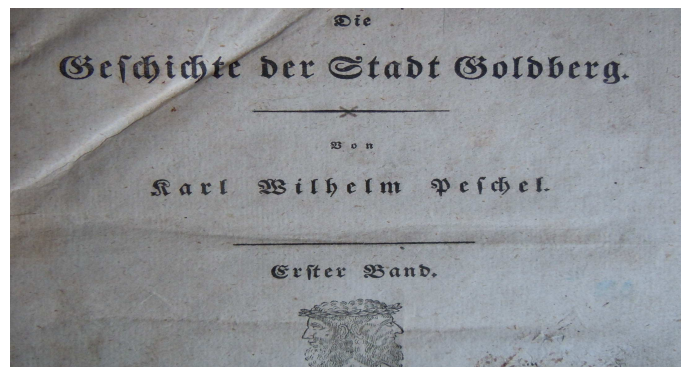 Die
Geschichte der Stadt Goldberg.
Von
Karl Wilhelm Peschel.
Erster Band.